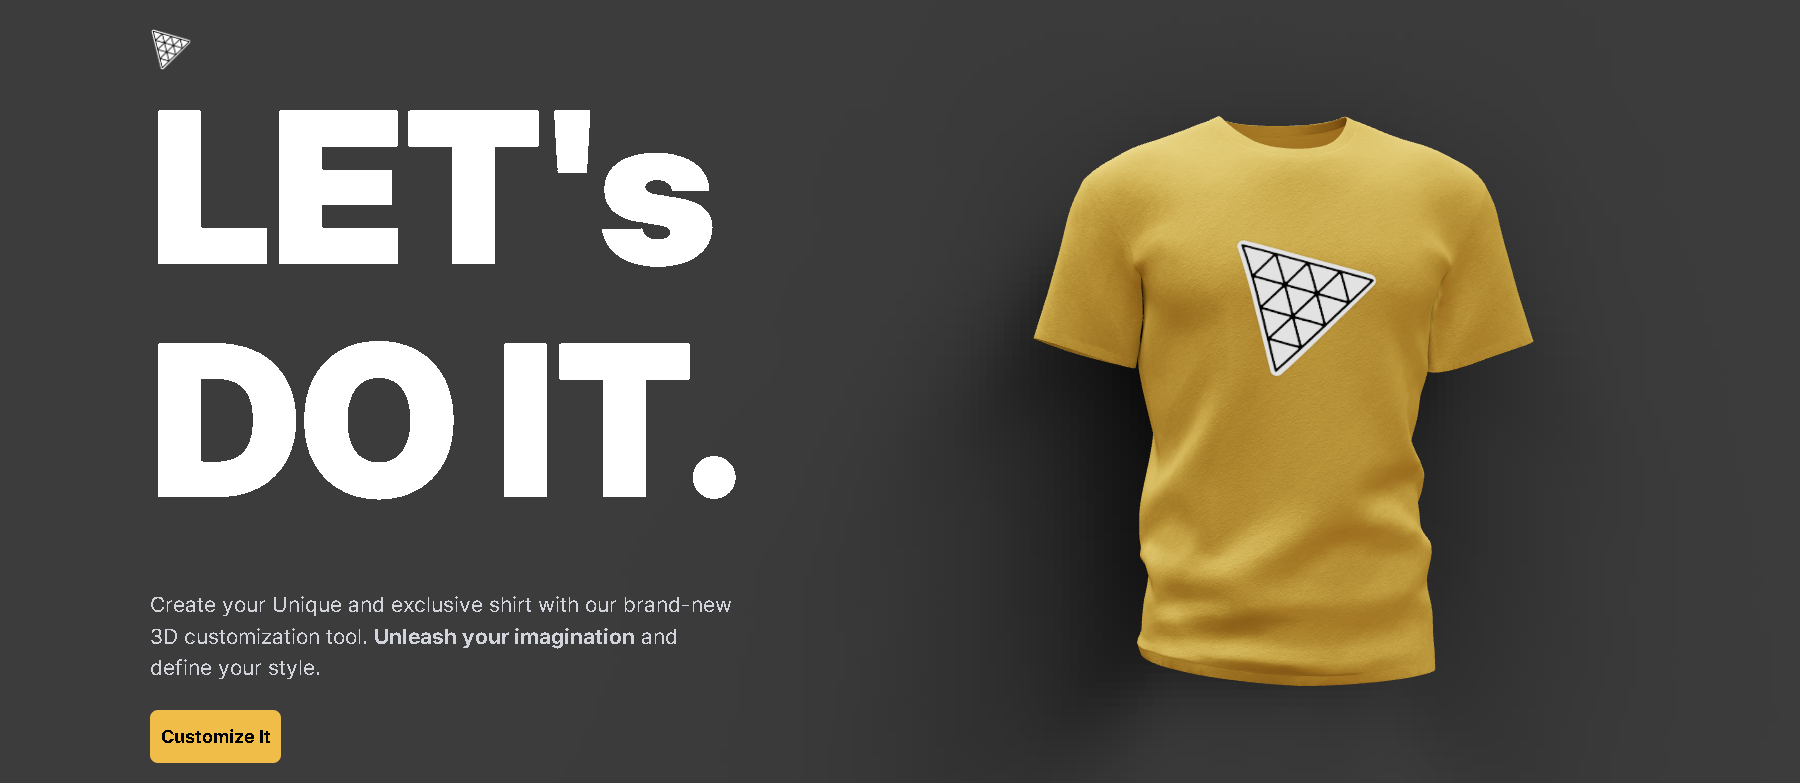 LET's
DO IT.
Create your Unique and exclusive shirt with our brand-new
3D customization tool. Unleash your imagination and
define your style.
Customize It